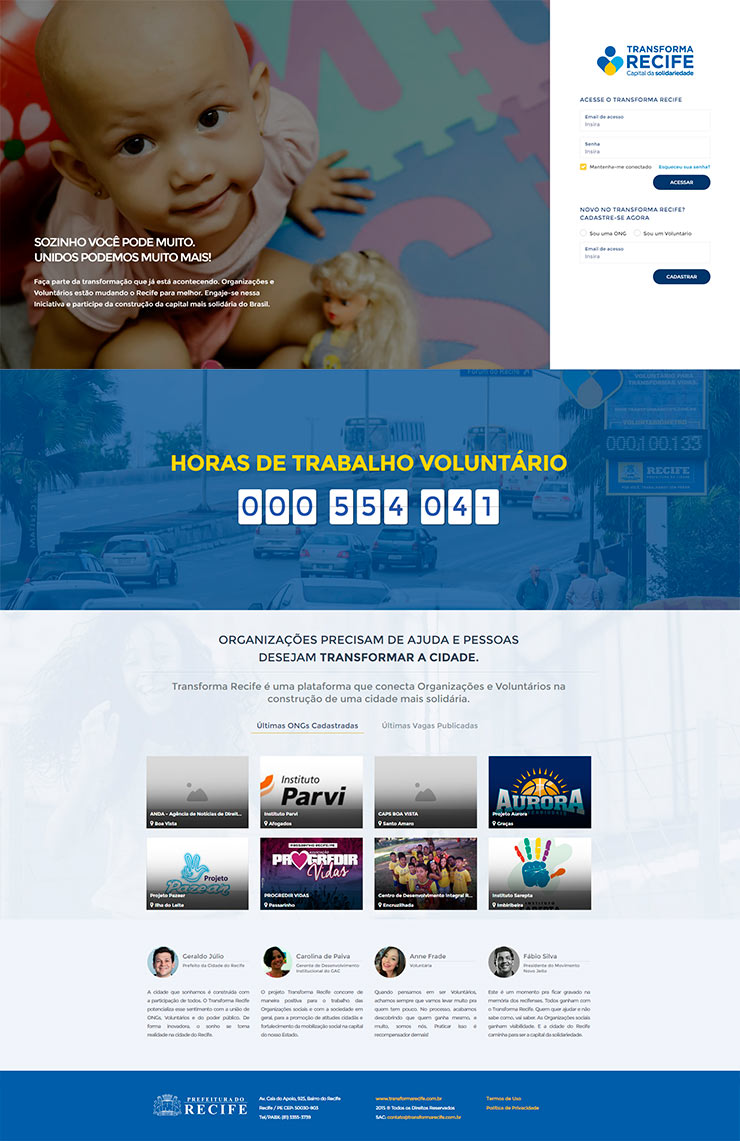 TRANSFORMA
RECIFE
Capital da solidariedade
ACESSE O TRANSFORMA RECIFE
Email de acesso
Insira
Senha
Insira
Mantenha-me conectado
Esqueceu sua senha?
ACESSAR
NOVO NO TRANSFORMA RECIFE?
CADASTRE-SE AGORA
Sou uma ONG
Sou um Voluntario
Email de acesso
Insira
CADASTRAR
SOZINHO VOCÊ PODE MUITO.
UNIDOS PODEMOS MUITO MAIS!
Faça parte da transformação que já está acontecendo. Organizações e
Voluntários estão mudando o Recife para melhor. Engaje-se nessa
Iniciativa e participe da construção da capital mais solidária do Brasil.
VOLUNTÁRIO PARA
TRANSFORMAR VIDAS.
VOLUNTARIÔMETRO
000.100.133
RECIFE
HORAS DE TRABALHO VOLUNTÁRIO
000 554 041
ORGANIZAÇÕES PRECISAM DE AJUDA E PESSOAS
DESEJAM TRANSFORMAR A CIDADE.
Transforma Recife é uma plataforma que conecta Organizações e Voluntários na
construção de uma cidade mais solidária.
Últimas ONGs Cadastradas
Últimas Vagas Publicadas
ANDA - Agência de Notícias de Direit...
Boa Vista
Instituto
Parvi
Instituto Parvi
Afogados
CAPS BOA VISTA
Santo Amaro
AURORA
Projeto Aurora
Graças
Projeto
Pazear
Projeto Pazeer
Ilha do Leite
PROGREDIR
Vidas
PROGREDIR VIDAS
Passarinho
Centro de Desenvolvimento Integral R...
Encruzilhada
Instituto Sarepta
Imbiribeira
Geraldo Júlio
Prefeito da Cidade do Recife
A cidade que sonhamos é construída com
a participação de todos. O Transforma Recife
potencializa esse sentimento com a união de
ONGs, Voluntários e do poder público. De
forma inovadora, o sonho se torna
realidade na cidade do Recife.
Carolina de Paiva
Gerente de Desenvolvimento
Institucional do GAC
O projeto Transforma Recife concorre de
maneira positiva para o trabalho das
Organizações sociais e com a sociedade em
geral, para a promoção de atitudes cidadãs e
fortalecimento da mobilização social na capital
do nosso Estado.
Anne Frade
Voluntária
Quando pensamos em ser Voluntários,
achamos sempre que vamos levar muito pra
quem tem pouco. No processo, acabamos
descobrindo que quem ganha mesmo, e
muito, somos nós. Praticar isso é
recompensador demais!
Fábio Silva
Presidente do Movimento
Novo Jeito
Este é um momento pra ficar gravado na
memória dos recifenses. Todos ganham com
o Transforma Recife. Quem quer ajudar e não
sabe como, vai saber. As Organizações sociais
ganham visibilidade. E a cidade do Recife
caminha para ser a capital da solidariedade.
PREFEITURA DO
RECIFE
Av. Cais do Apolo, 925, Bairro do Recife
Recife / PE CEP: 50030-903
Tel/PABX: (81) 3355-3739
www.transformarecife.com.br
2015 © Todos os Direitos Reservados
SAC: contato@transformarecife.com.br
Termos de Uso
Política de Privacidade